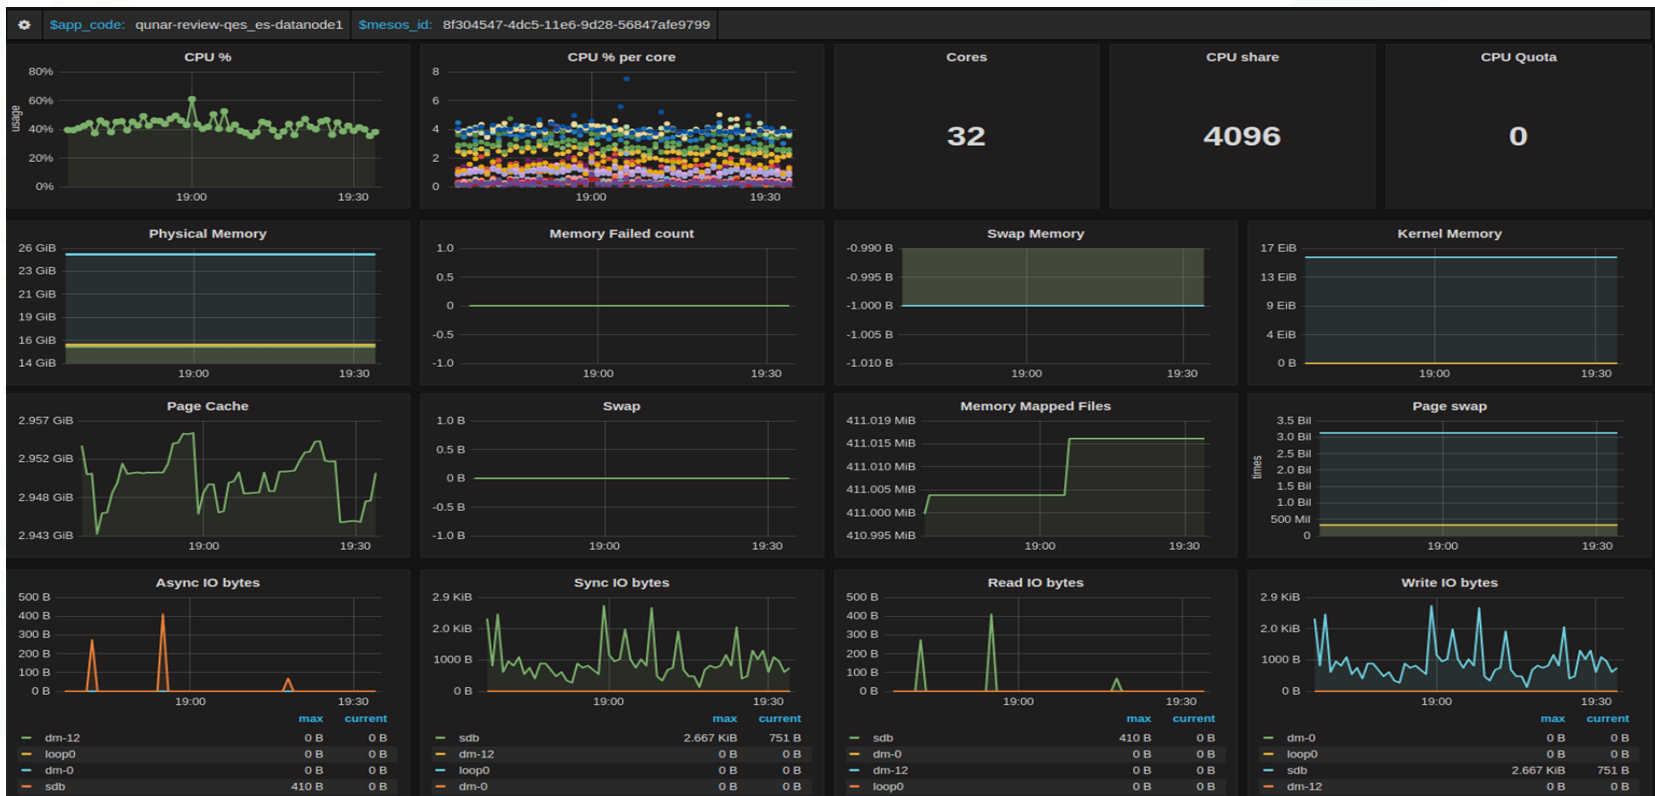 $app_code: qunar-review-qes_es-datanode1 $mesos_id: 8f304547-4dc5-11e6-9d28-56847afe9799
CPU %
80%
60%
40%
20%
0%
usage
19:00 19:30
CPU % per core
8
6
4
2
0
19:00 19:30
Cores
32
CPU share
4096
CPU Quota
0
Physical Memory
26 GiB
23 GiB
21 GiB
19 GiB
16 GiB
14 GiB
19:00 19:30
Memory Failed count
1.0
0.5
0
-0.5
-1.0
19:00 19:30
Swap Memory
-0.990 B
-0.995 B
-1.000 B
-1.005 B
-1.010 B
19:00 19:30
Kernel Memory
17 EiB
13 EiB
9 EiB
4 EiB
0 B
19:00 19:30
Page Cache
2.957 GiB
2.952 GiB
2.948 GiB
2.943 GiB
19:00 19:30
Swap
1.0 B
0.5 B
0 B
-0.5 B
-1.0 B
19:00 19:30
Memory Mapped Files
411.019 MiB
411.015 MiB
411.010 MiB
411.005 MiB
411.000 MiB
410.995 MiB
19:00 19:30
Page swap
3.5 Bil
3.0 Bil
2.5 Bil
2.0 Bil
1.5 Bil
1.0 Bil
500 Mil
0
times
19:00 19:30
Async IO bytes
500 B
400 B
300 B
200 B
100 B
0 B
19:00 19:30
max current
dm-12 0 B 0 B
loop0 0 B 0 B
dm-0 0 B 0 B
sdb 410 B 0 B
Sync IO bytes
2.9 KiB
2.0 KiB
1000 B
0 B
19:00 19:30
max current
sdb 2.667 KiB 751 B
dm-12 0 B 0 B
loop0 0 B 0 B
dm-0 0 B 0 B
Read IO bytes
500 B
400 B
300 B
200 B
100 B
0 B
19:00 19:30
max current
sdb 410 B 0 B
dm-0 0 B 0 B
dm-12 0 B 0 B
loop0 0 B 0 B
Write IO bytes
2.9 KiB
2.0 KiB
1000 B
0 B
19:00 19:30
max current
dm-0 0 B 0 B
loop0 0 B 0 B
sdb 2.667 KiB 751 B
dm-12 0 B 0 B